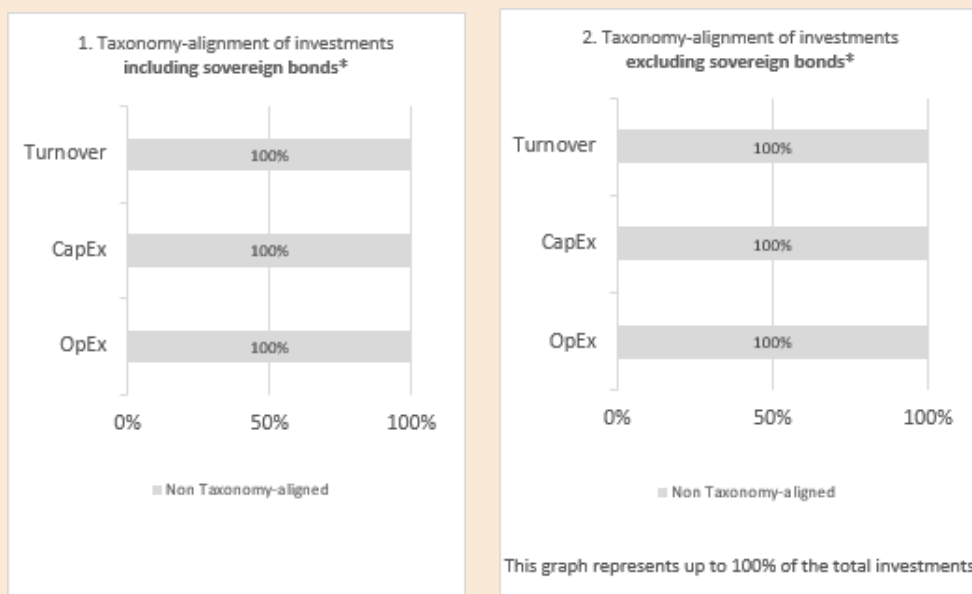 1. Taxonomy-alignment of investments
including sovereign bonds*
Turnover
100%
CapEx
100%
OpEx
100%
0%
50%
100%
Non Taxonomy-aligned
2. Taxonomy-alignment of investments
excluding sovereign bonds*
Turnover
100%
CapEx
100%
OpEx
100%
0%
50%
100%
Non Taxonomy-aligned
This graph represents up to 100% of the total investments